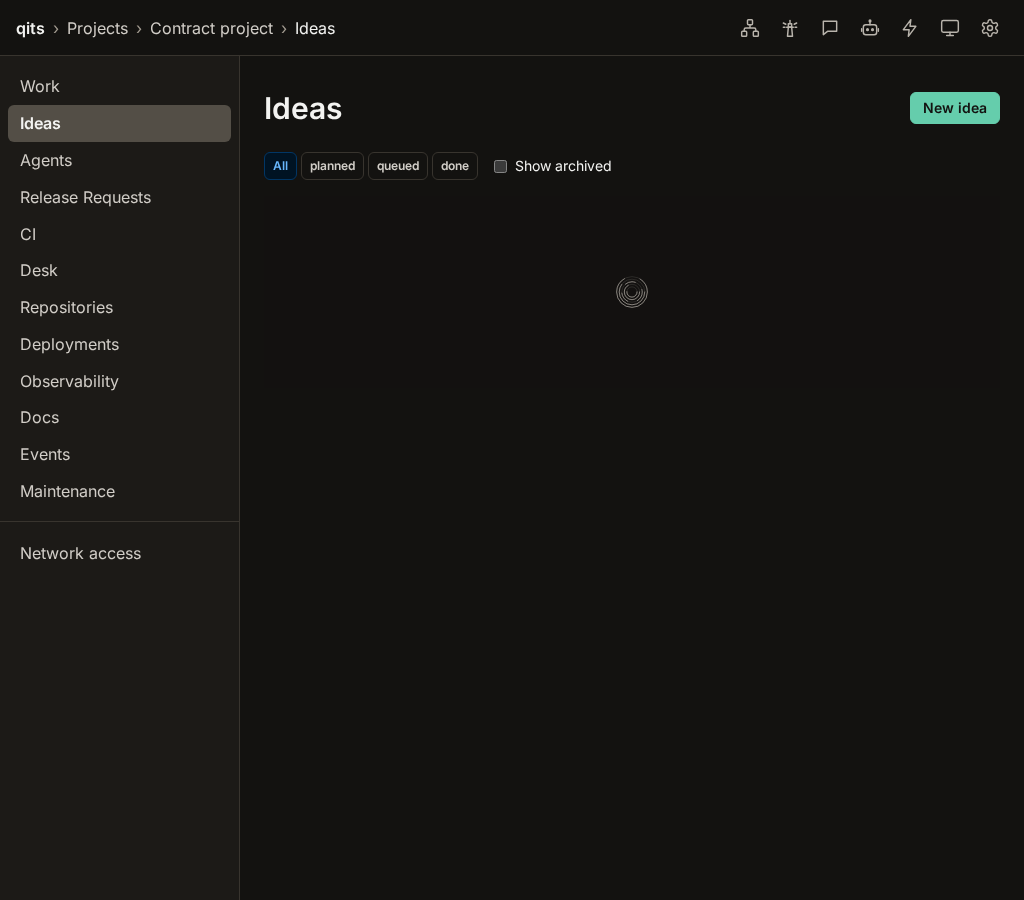 qits › Projects › Contract project › Ideas
Work
Ideas
Agents
Release Requests
CI
Desk
Repositories
Deployments
Observability
Docs
Events
Maintenance
Network access
Ideas
New idea
All planned queued done Show archived